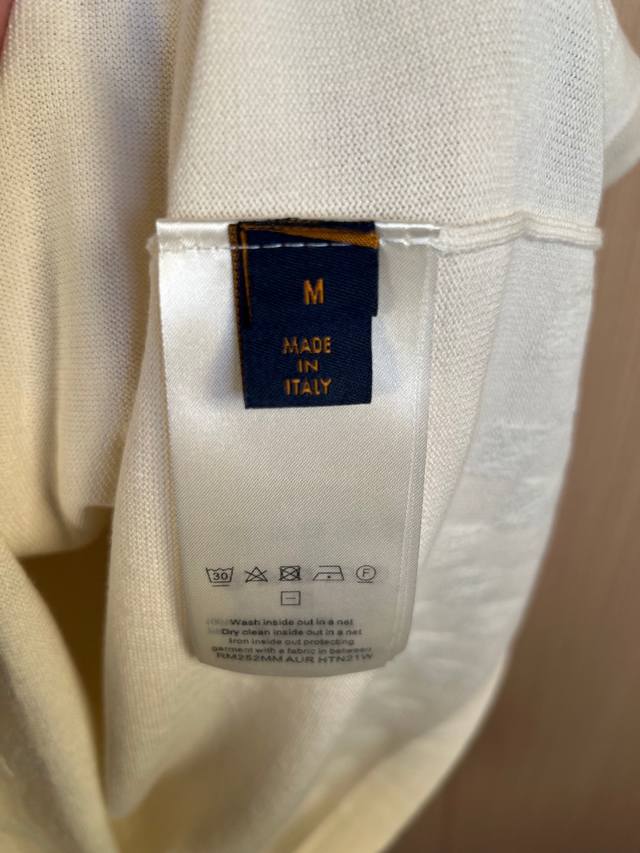 M
MADE
IN
ITALY
30
F
Wash inside out in a net
Dry clean inside out in a net
Iron inside out protecting
garment with a fabric in between
RM252MM AUR HTN21W